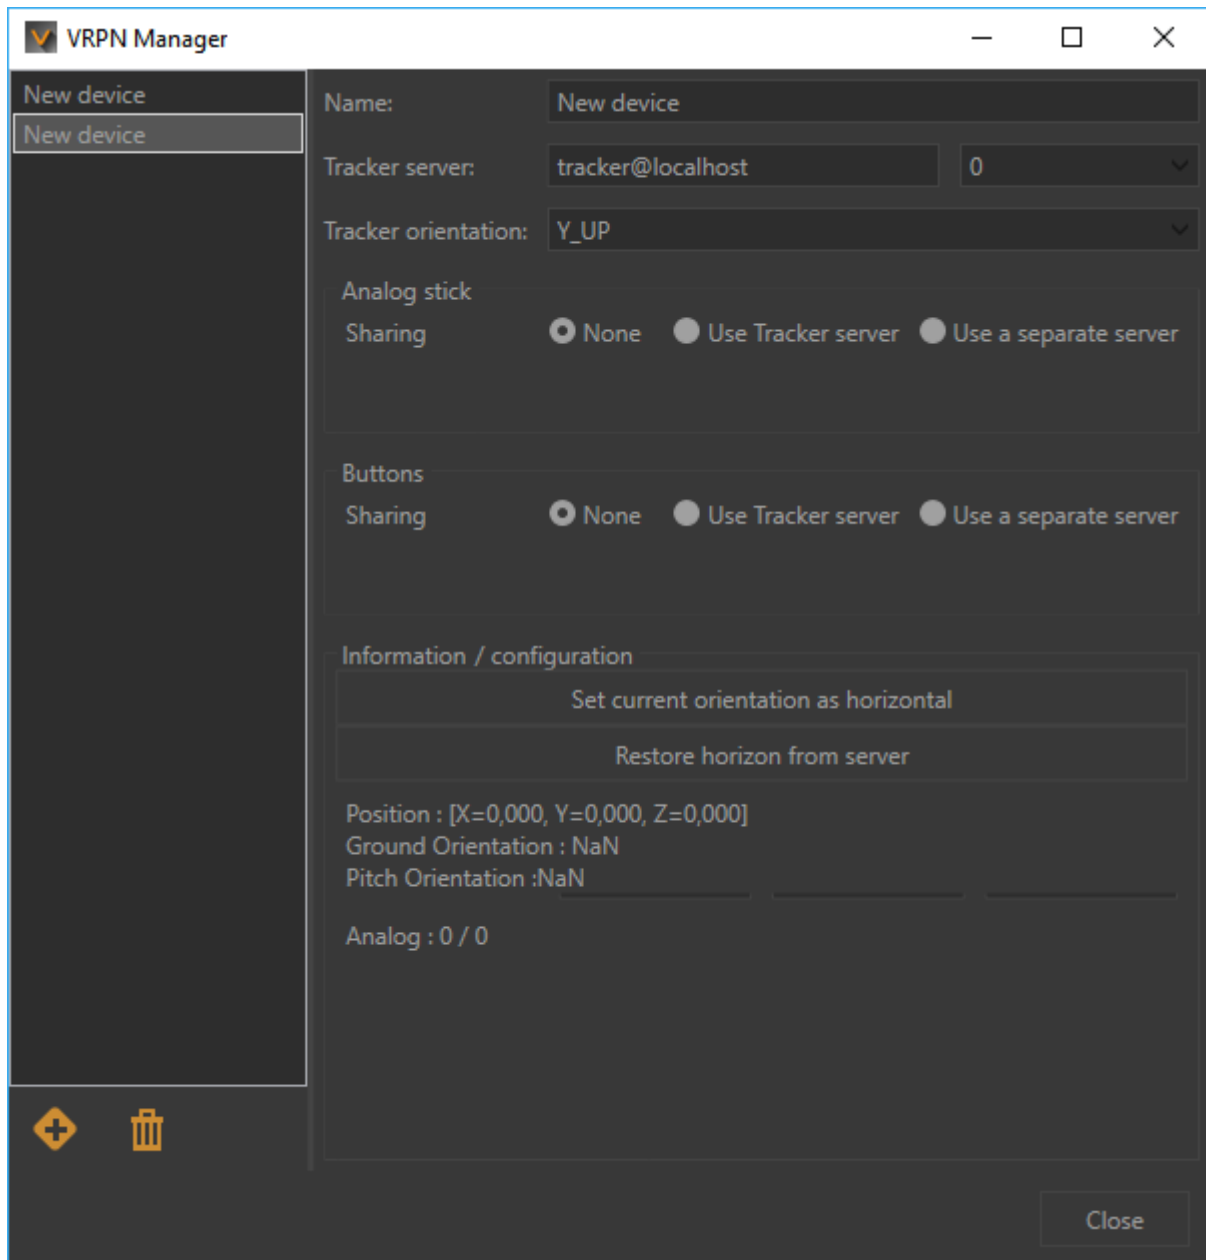 VRPN Manager
New device
New device
Name: New device
Tracker server: tracker@localhost 0
Tracker orientation: Y_UP
Analog stick
Sharing None Use Tracker server Use a separate server
Buttons
Sharing None Use Tracker server Use a separate server
Information / configuration
Set current orientation as horizontal
Restore horizon from server
Position : [X=0,000, Y=0,000, Z=0,000]
Ground Orientation : NaN
Pitch Orientation :NaN
Analog : 0 / 0
Close